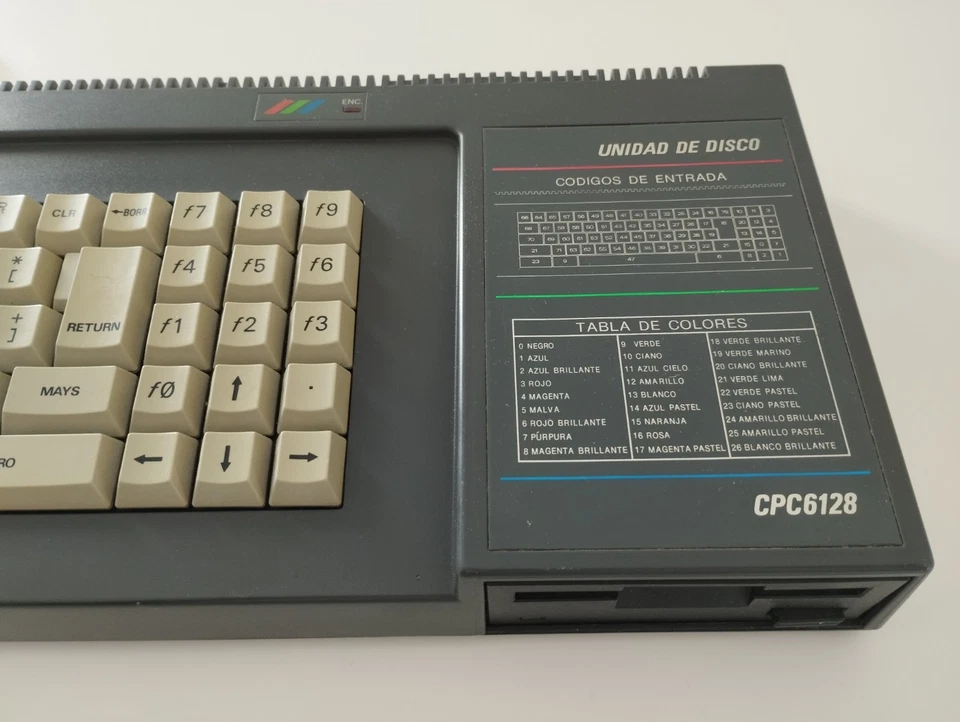 ENC.
UNIDAD DE DISCO
CODIGOS DE ENTRADA
CLR
←BORR
f7
f8
f9
*
[
f4
f5
f6
+
]
RETURN
f1
f2
f3
MAYS
f0
↑
.
←
↓
→
TABLA DE COLORES
0 NEGRO
1 AZUL
2 AZUL BRILLANTE
3 ROJO
4 MAGENTA
5 MALVA
6 ROJO BRILLANTE
7 PÚRPURA
8 MAGENTA BRILLANTE
9 VERDE
10 CIANO
11 AZUL CIELO
12 AMARILLO
13 BLANCO
14 AZUL PASTEL
15 NARANJA
16 ROSA
17 MAGENTA PASTEL
18 VERDE BRILLANTE
19 VERDE MARINO
20 CIANO BRILLANTE
21 VERDE LIMA
22 VERDE PASTEL
23 CIANO PASTEL
24 AMARILLO BRILLANTE
25 AMARILLO PASTEL
26 BLANCO BRILLANTE
CPC6128